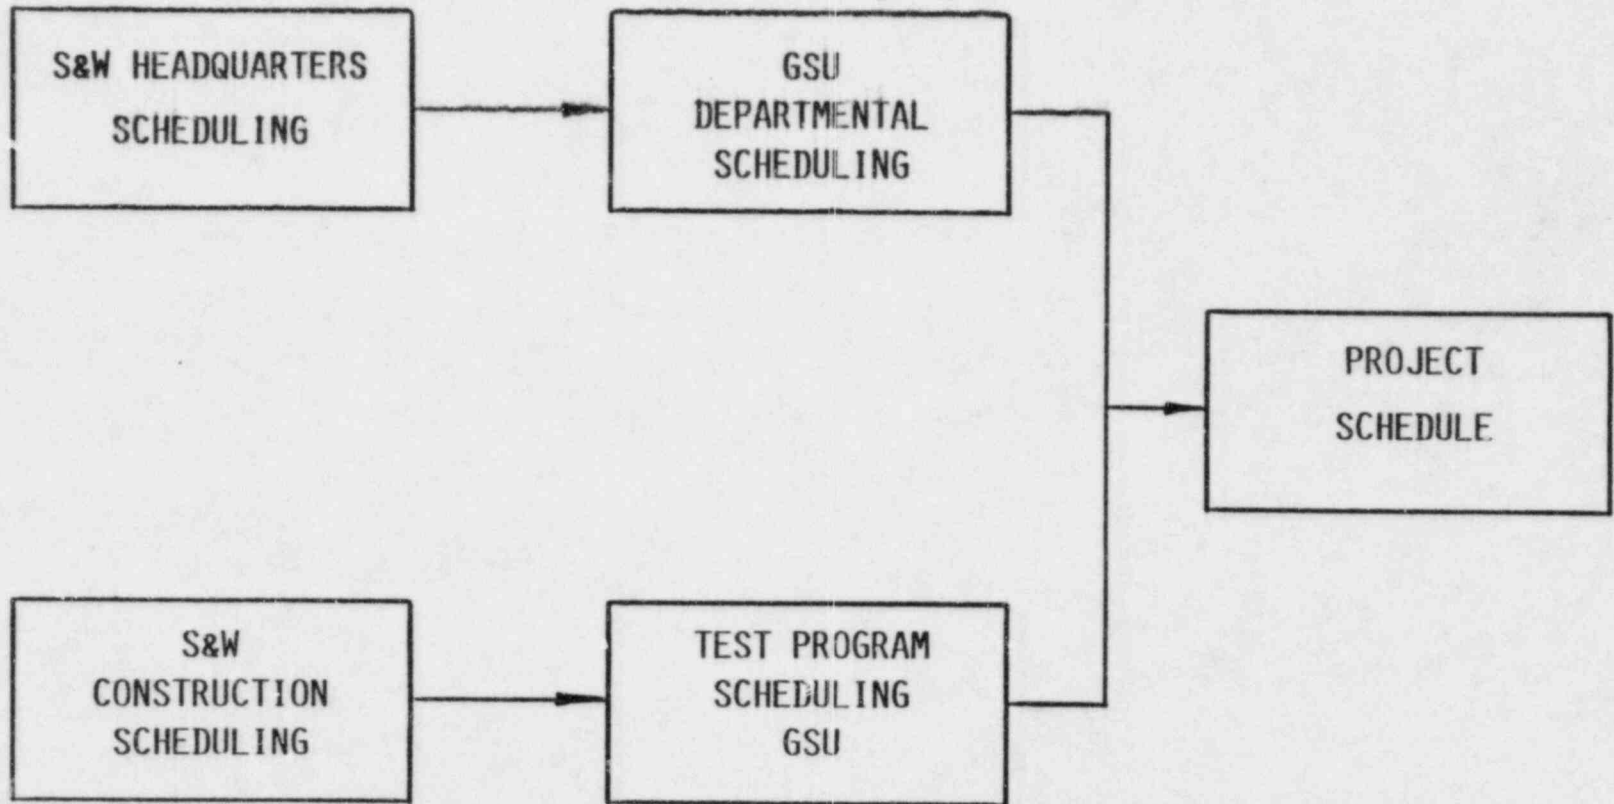 S&W HEADQUARTERS
SCHEDULING
GSU
DEPARTMENTAL
SCHEDULING
PROJECT
SCHEDULE
S&W
CONSTRUCTION
SCHEDULING
TEST PROGRAM
SCHEDULING
GSU